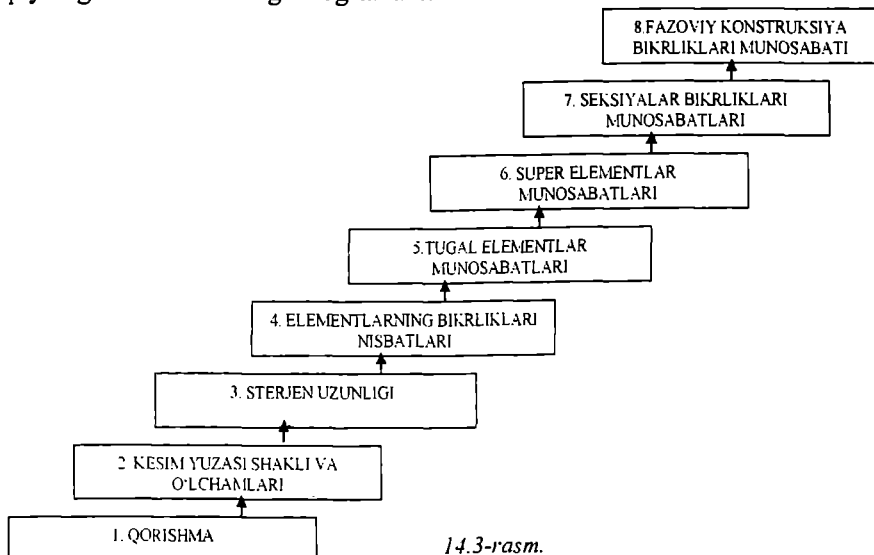 8.FAZOVIY KONSTRUKSIYA
BIKRLIKLARI MUNOSABATI
7. SEKSIYALAR BIKRLIKLARI
MUNOSABATLARI
6. SUPER ELEMENTLAR
MUNOSABATLARI
5.TUGAL ELEMENTLAR
MUNOSABATLARI
4. ELEMENTLARNING BIKRLIKLARI
NISBATLARI
3. STERJEN UZUNLIGI
2 KESIM YUZASI SHAKLI VA
O'LCHAMLARI
1. QORISHMA
14.3-rasm.